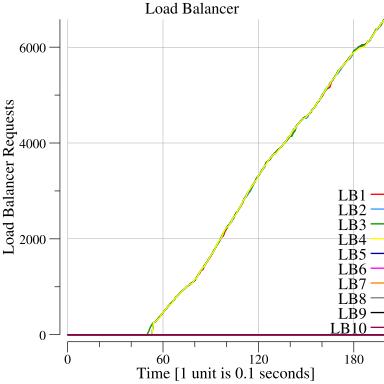 Load Balancer
Load Balancer Requests
6000
4000
2000
0
LB1
LB2
LB3
LB4
LB5
LB6
LB7
LB8
LB9
LB10
0 60 120 180
Time [1 unit is 0.1 seconds]